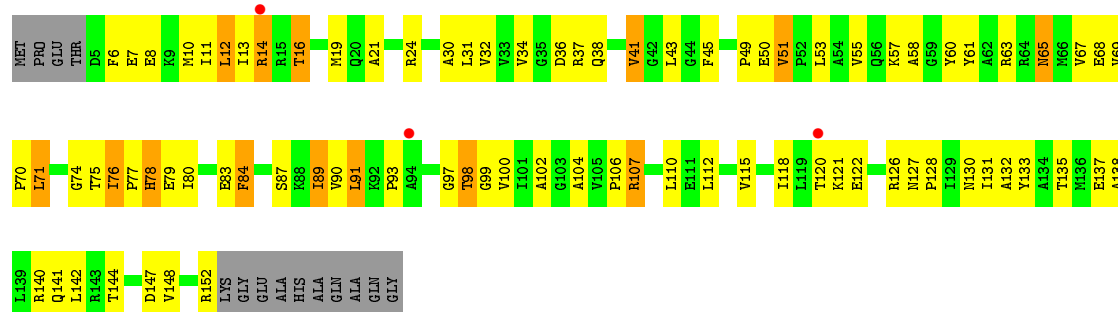 MET PRO GLU THR D5 F6 E7 E8 K9 M10 I11 L12 I13 R14 R15 T16 M19 Q20 A21 R24 A30 L31 V32 V33 V34 G35 D36 R37 Q38 V41 G42 L43 G44 F45 P49 E50 V51 P52 L53 A54 V55 Q56 K57 A58 G59 Y60 Y61 A62 R63 R64 N65 M66 V67 E68 V69
P70 L71 G74 T75 I76 P77 H78 E79 I80 E83 F84 S87 K88 I89 V90 L91 K92 P93 A94 G97 T98 G99 V100 I101 A102 G103 A104 V105 P106 R107 L110 E111 L112 V115 I118 L119 T120 K121 E122 R126 N127 P128 I129 N130 I131 A132 Y133 A134 T135 M136 E137 A138
L139 R140 Q141 L142 R143 T144 D147 V148 R152 LYS GLY GLU ALA HIS ALA GLN ALA GLN GLY